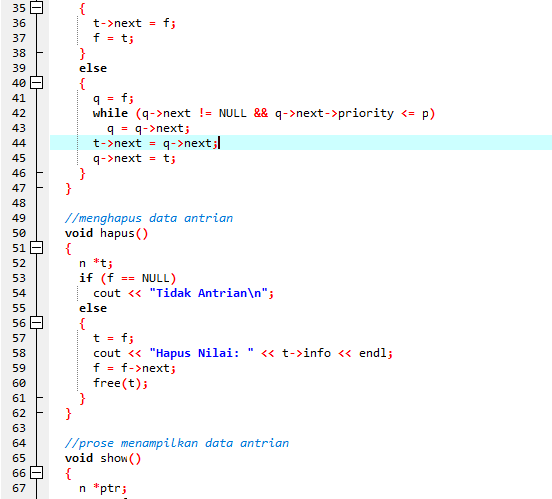 35 {
36 t->next = f;
37 f = t;
38 }
39 else
40 {
41 q = f;
42 while (q->next != NULL && q->next->priority <= p)
43 q = q->next;
44 t->next = q->next;
45 q->next = t;
46 }
47 }
48
49 //menghapus data antrian
50 void hapus()
51 {
52 n *t;
53 if (f == NULL)
54 cout << "Tidak Antrian\n";
55 else
56 {
57 t = f;
58 cout << "Hapus Nilai: " << t->info << endl;
59 f = f->next;
60 free(t);
61 }
62 }
63
64 //prose menampilkan data antrian
65 void show()
66 {
67 n *ptr;